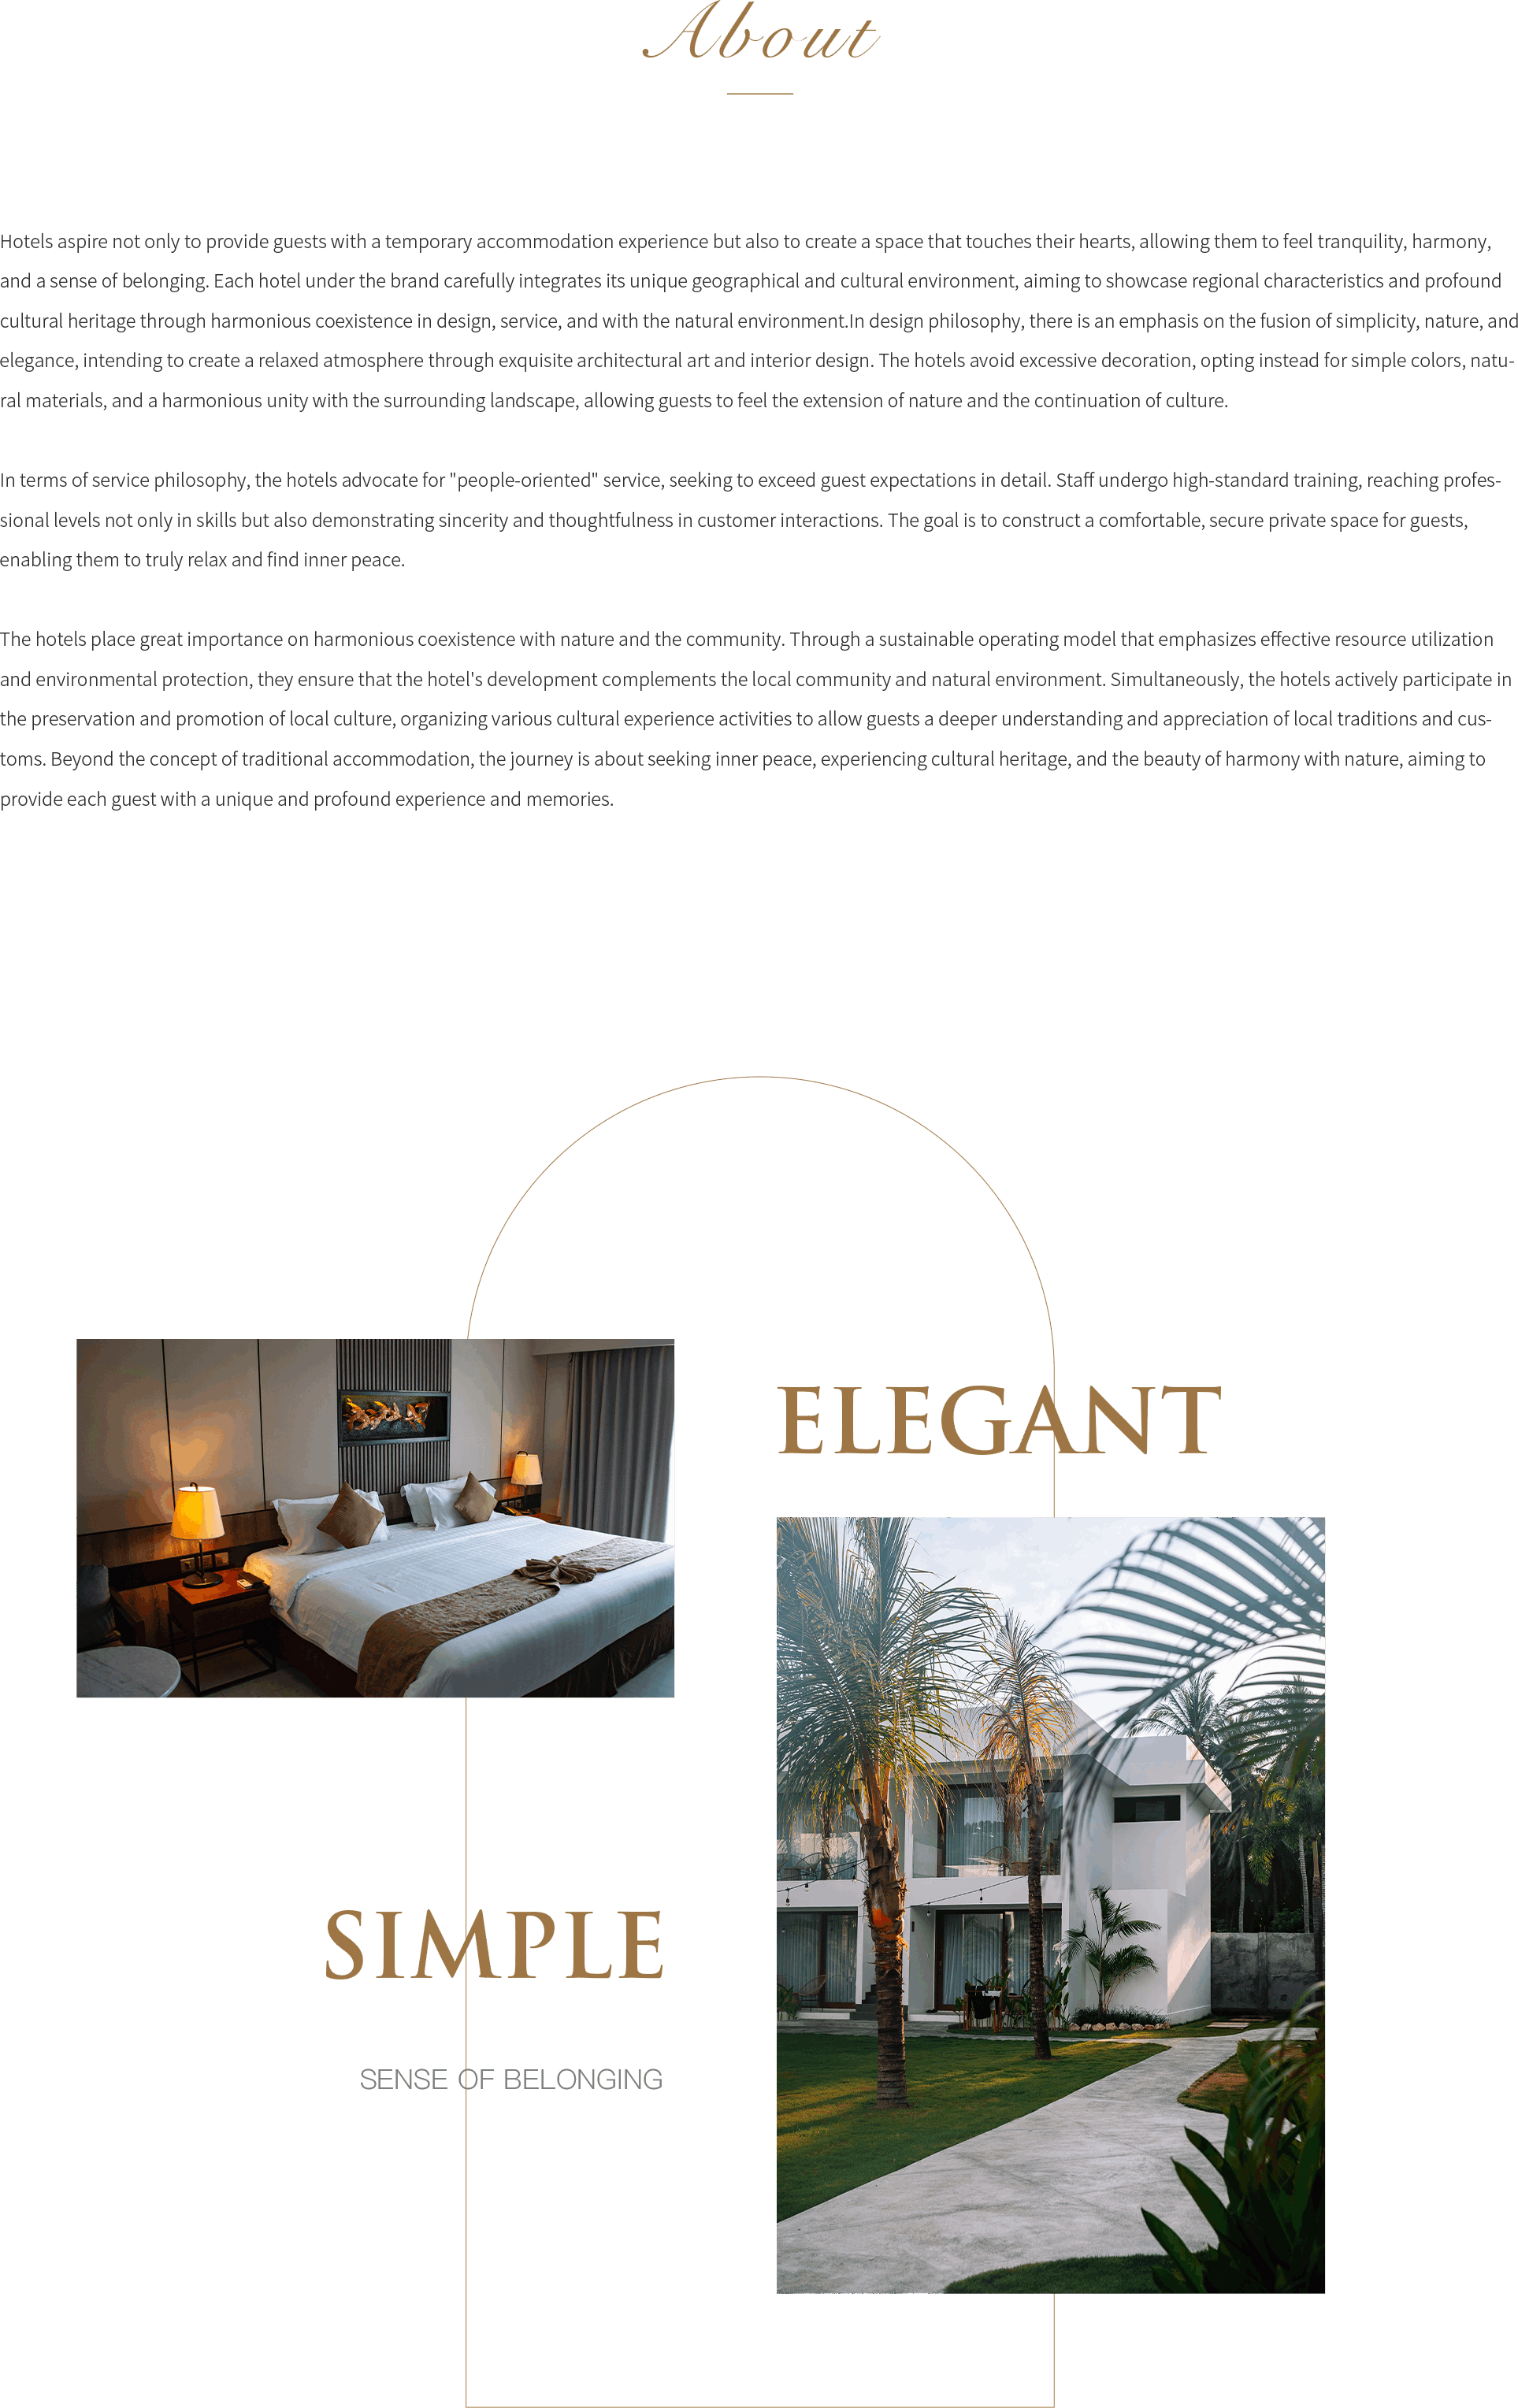 About
Hotels aspire not only to provide guests with a temporary accommodation experience but also to create a space that touches their hearts, allowing them to feel tranquility, harmony,
and a sense of belonging. Each hotel under the brand carefully integrates its unique geographical and cultural environment, aiming to showcase regional characteristics and profound
cultural heritage through harmonious coexistence in design, service, and with the natural environment.In design philosophy, there is an emphasis on the fusion of simplicity, nature, and
elegance, intending to create a relaxed atmosphere through exquisite architectural art and interior design. The hotels avoid excessive decoration, opting instead for simple colors, natu-
ral materials, and a harmonious unity with the surrounding landscape, allowing guests to feel the extension of nature and the continuation of culture.
In terms of service philosophy, the hotels advocate for "people-oriented" service, seeking to exceed guest expectations in detail. Staff undergo high-standard training, reaching profes-
sional levels not only in skills but also demonstrating sincerity and thoughtfulness in customer interactions. The goal is to construct a comfortable, secure private space for guests,
enabling them to truly relax and find inner peace.
The hotels place great importance on harmonious coexistence with nature and the community. Through a sustainable operating model that emphasizes effective resource utilization
and environmental protection, they ensure that the hotel's development complements the local community and natural environment. Simultaneously, the hotels actively participate in
the preservation and promotion of local culture, organizing various cultural experience activities to allow guests a deeper understanding and appreciation of local traditions and cus-
toms. Beyond the concept of traditional accommodation, the journey is about seeking inner peace, experiencing cultural heritage, and the beauty of harmony with nature, aiming to
provide each guest with a unique and profound experience and memories.
ELEGANT
SIMPLE
SENSE OF BELONGING